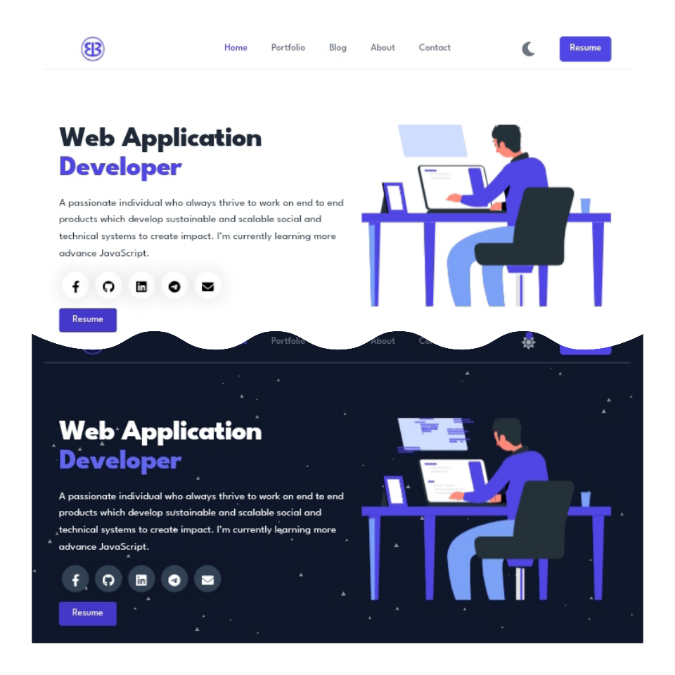 Home Portfolio Blog About Contact Resume
Web Application
Developer
A passionate individual who always thrive to work on end to end
products which develop sustainable and scalable social and
technical systems to create impact. I'm currently learning more
advance JavaScript.
Resume
Portfolio About
Web Application
Developer
A passionate individual who always thrive to work on end to end
products which develop sustainable and scalable social and
technical systems to create impact. I'm currently learning more
advance JavaScript.
Resume